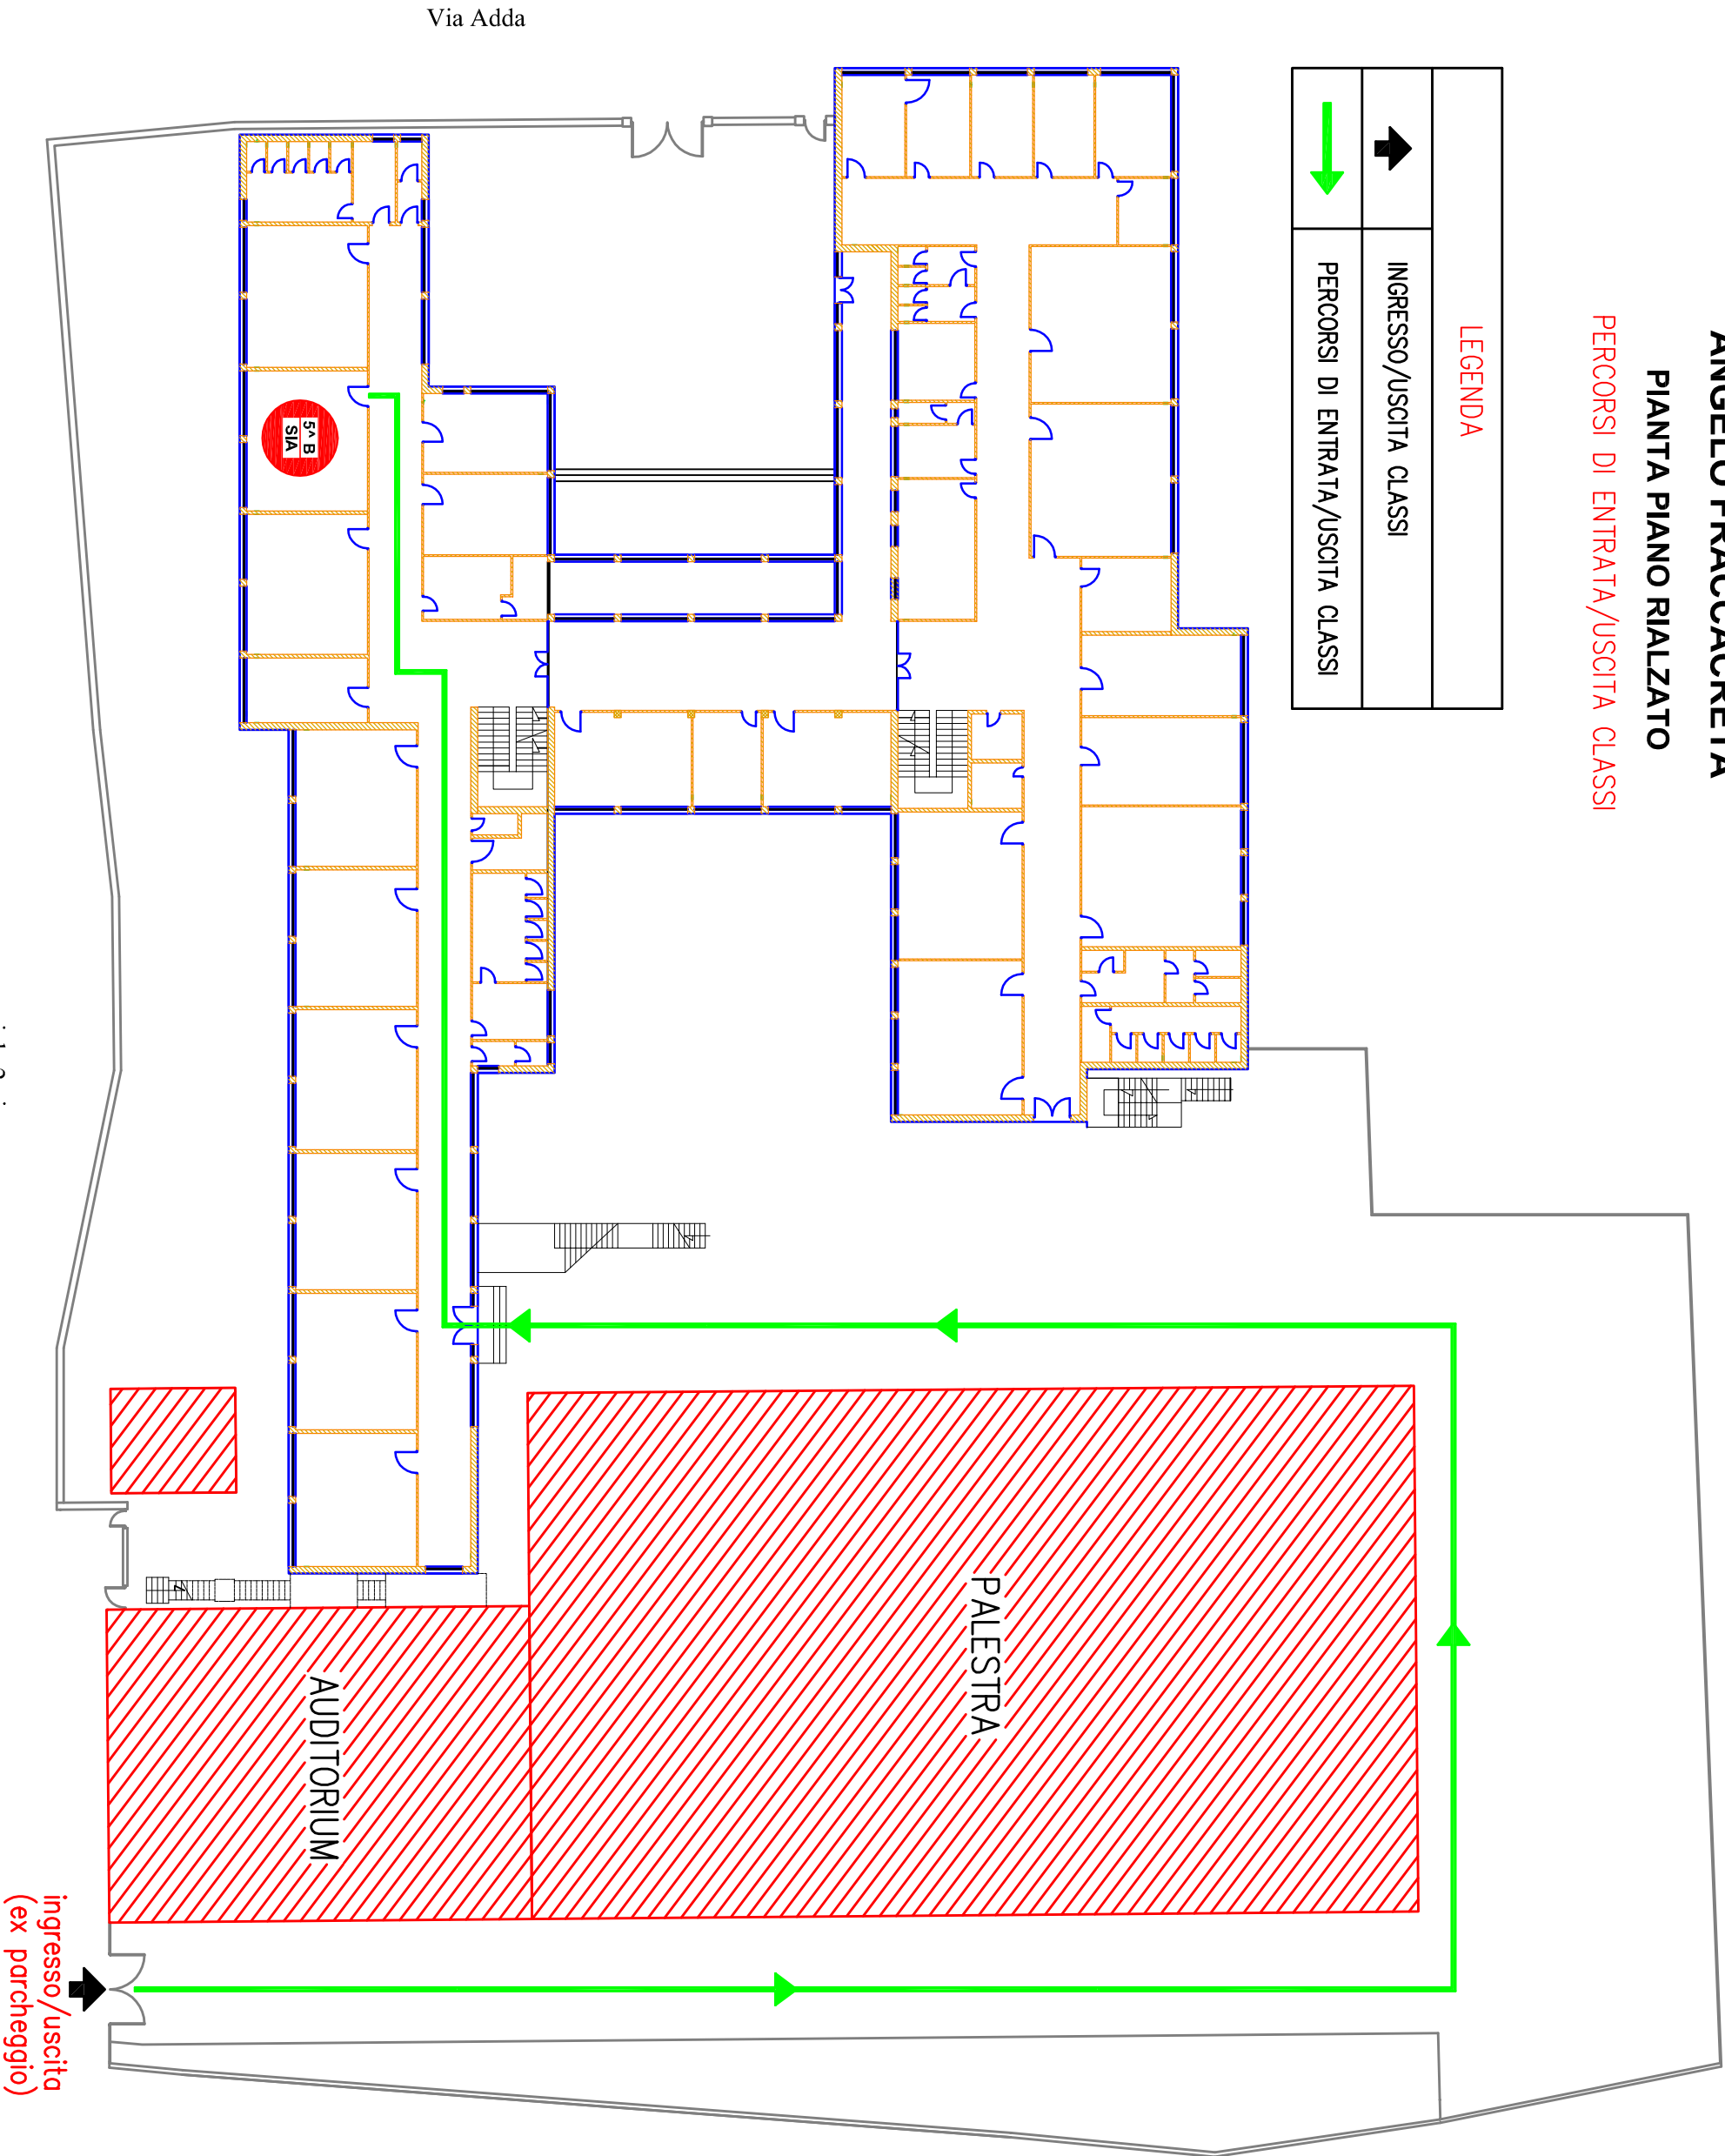 Via Adda
ANGELO FRACCACRETA
PIANTA PIANO RIALZATO
PERCORSI DI ENTRATA/USCITA CLASSI
LEGENDA
INGRESSO/USCITA CLASSI
PERCORSI DI ENTRATA/USCITA CLASSI
5^ B
SIA
PALESTRA
AUDITORIUM
ingresso/uscita
(ex parcheggio)